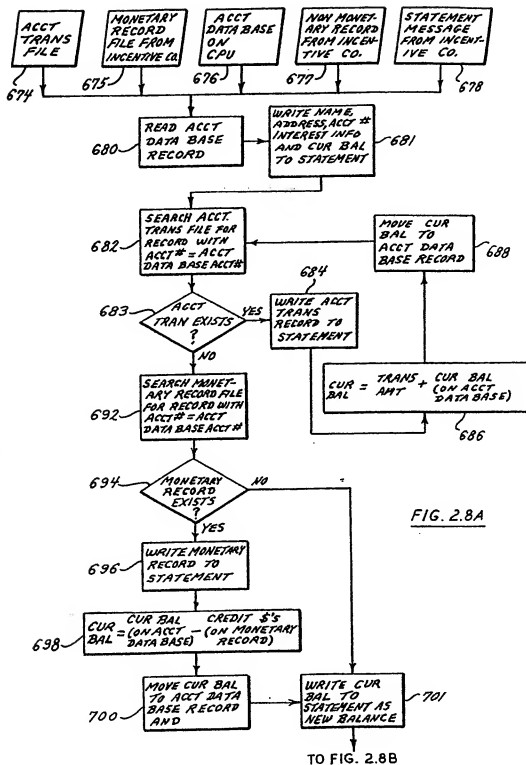 ACCT
TRANS
FILE
674
MONETARY
RECORD
FILE FROM
INCENTIVE CO.
675
ACCT
DATA BASE
ON
CPU
676
NON MONE-
TARY RECORD
FROM INCEN-
TIVE CO.
677
STATEMENT
MESSAGE
FROM INCENT-
IVE CO.
678
READ ACCT
DATA BASE
RECORD
680
WRITE NAME,
ADDRESS, ACCT #
INTEREST INFO
AND CUR BAL
TO STATEMENT
681
SEARCH ACCT.
TRANS FILE FOR
RECORD WITH
ACCT# = ACCT
DATA BASE ACCT#
682
MOVE CUR
BAL TO
ACCT DATA
BASE RECORD
688
ACCT
TRAN EXISTS
?
683
YES
NO
684
WRITE ACCT
TRANS
RECORD TO
STATEMENT
CUR BAL = TRANS AMT + CUR BAL (ON ACCT DATA BASE)
686
SEARCH MONET-
ARY RECORD FILE
FOR RECORD WITH
ACCT# = ACCT
DATA BASE ACCT #
692
MONETARY
RECORD
EXISTS
?
694
NO
YES
FIG. 2.8A
WRITE MONETARY
RECORD TO
STATEMENT
696
CUR BAL = CUR BAL (ON ACCT DATA BASE) - CREDIT $'S (ON MONETARY RECORD)
698
MOVE CUR BAL
TO ACCT DATA
BASE RECORD
AND
700
WRITE CUR
BAL TO
STATEMENT AS
NEW BALANCE
701
TO FIG. 2.8B